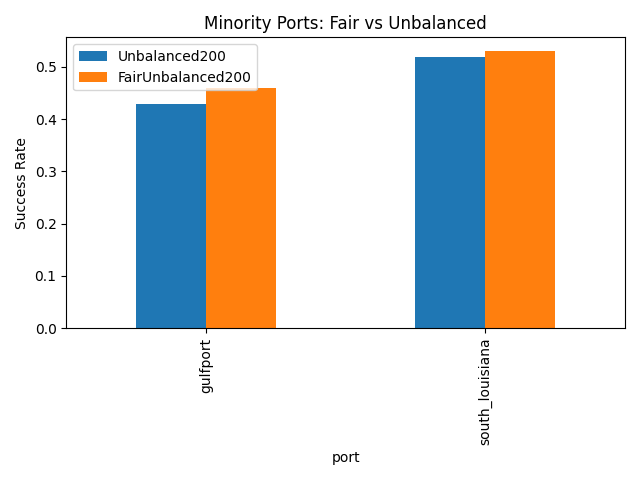 Minority Ports: Fair vs Unbalanced
Unbalanced200
FairUnbalanced200
Success Rate
0.5
0.4
0.3
0.2
0.1
0.0
gulfport
south_louisiana
port